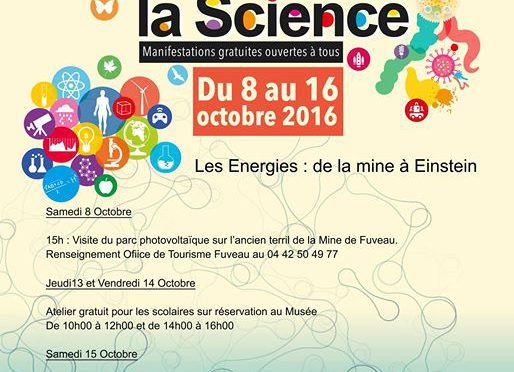 la Science
Manifestations gratuites ouvertes à tous
Du 8 au 16
octobre 2016
Les Energies : de la mine à Einstein
Samedi 8 Octobre
15h : Visite du parc photovoltaïque sur l'ancien terril de la Mine de Fuveau.
Renseignement Ofiice de Tourisme Fuveau au 04 42 50 49 77
Jeudi13 et Vendredi 14 Octobre
Atelier gratuit pour les scolaires sur réservation au Musée
De 10h00 à 12h00 et de 14h00 à 16h00
Samedi 15 Octobre